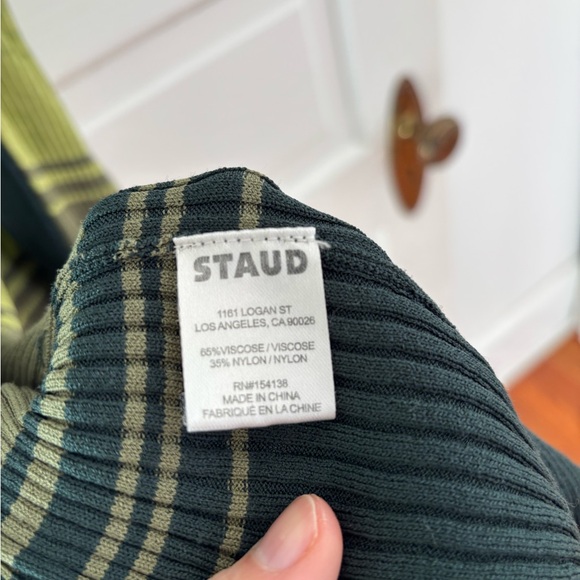 STAUD
1161 LOGAN ST
LOS ANGELES, CA,90026
65%VISCOSE / VISCOSE
35% NYLON / NYLON
RN#154138
MADE IN CHINA
FABRIQUÉ EN LA CHINE